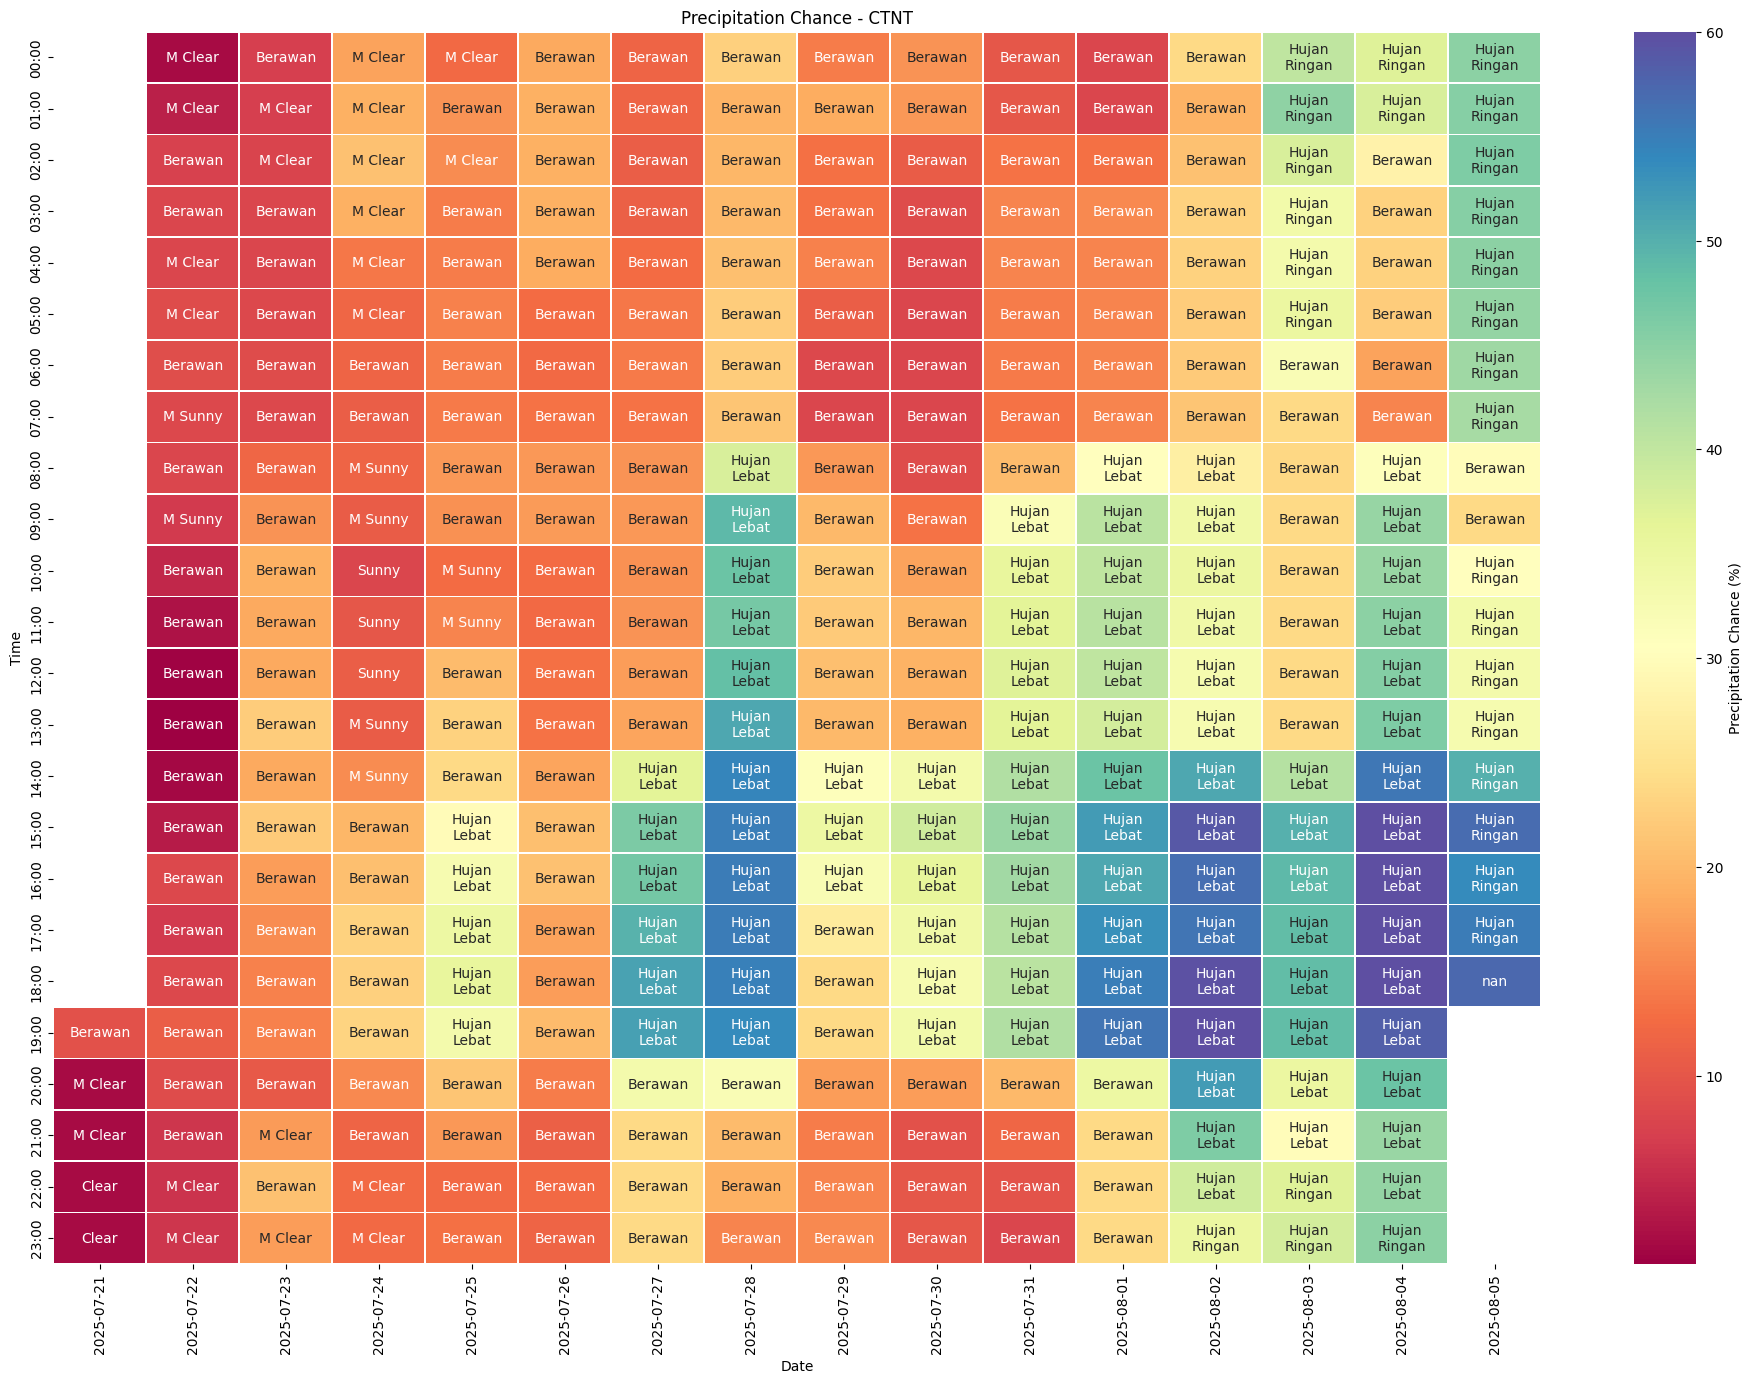 Precipitation Chance - CTNT
00:00 M Clear Berawan M Clear M Clear Berawan Berawan Berawan Berawan Berawan Berawan Berawan Berawan Hujan Ringan Hujan Ringan Hujan Ringan
01:00 M Clear M Clear M Clear Berawan Berawan Berawan Berawan Berawan Berawan Berawan Berawan Berawan Hujan Ringan Hujan Ringan Hujan Ringan
02:00 Berawan M Clear M Clear M Clear Berawan Berawan Berawan Berawan Berawan Berawan Berawan Berawan Hujan Ringan Berawan Hujan Ringan
03:00 Berawan Berawan M Clear Berawan Berawan Berawan Berawan Berawan Berawan Berawan Berawan Berawan Hujan Ringan Berawan Hujan Ringan
04:00 M Clear Berawan M Clear Berawan Berawan Berawan Berawan Berawan Berawan Berawan Berawan Berawan Hujan Ringan Berawan Hujan Ringan
05:00 M Clear Berawan M Clear Berawan Berawan Berawan Berawan Berawan Berawan Berawan Berawan Berawan Hujan Ringan Berawan Hujan Ringan
06:00 Berawan Berawan Berawan Berawan Berawan Berawan Berawan Berawan Berawan Berawan Berawan Berawan Berawan Berawan Hujan Ringan
07:00 M Sunny Berawan Berawan Berawan Berawan Berawan Berawan Berawan Berawan Berawan Berawan Berawan Berawan Berawan Hujan Ringan
08:00 Berawan Berawan M Sunny Berawan Berawan Berawan Hujan Lebat Berawan Berawan Berawan Hujan Lebat Hujan Lebat Berawan Hujan Lebat Berawan
09:00 M Sunny Berawan M Sunny Berawan Berawan Berawan Hujan Lebat Berawan Berawan Hujan Lebat Hujan Lebat Hujan Lebat Berawan Hujan Lebat Berawan
10:00 Berawan Berawan Sunny M Sunny Berawan Berawan Hujan Lebat Berawan Berawan Hujan Lebat Hujan Lebat Hujan Lebat Berawan Hujan Lebat Hujan Ringan
11:00 Berawan Berawan Sunny M Sunny Berawan Berawan Hujan Lebat Berawan Berawan Hujan Lebat Hujan Lebat Hujan Lebat Berawan Hujan Lebat Hujan Ringan
12:00 Berawan Berawan Sunny Berawan Berawan Berawan Hujan Lebat Berawan Berawan Hujan Lebat Hujan Lebat Hujan Lebat Berawan Hujan Lebat Hujan Ringan
13:00 Berawan Berawan M Sunny Berawan Berawan Berawan Hujan Lebat Berawan Berawan Hujan Lebat Hujan Lebat Hujan Lebat Berawan Hujan Lebat Hujan Ringan
14:00 Berawan Berawan M Sunny Berawan Berawan Hujan Lebat Hujan Lebat Hujan Lebat Hujan Lebat Hujan Lebat Hujan Lebat Hujan Lebat Hujan Lebat Hujan Lebat Hujan Ringan
15:00 Berawan Berawan Berawan Hujan Lebat Berawan Hujan Lebat Hujan Lebat Hujan Lebat Hujan Lebat Hujan Lebat Hujan Lebat Hujan Lebat Hujan Lebat Hujan Lebat Hujan Ringan
16:00 Berawan Berawan Berawan Hujan Lebat Berawan Hujan Lebat Hujan Lebat Hujan Lebat Hujan Lebat Hujan Lebat Hujan Lebat Hujan Lebat Hujan Lebat Hujan Lebat Hujan Ringan
17:00 Berawan Berawan Berawan Hujan Lebat Berawan Hujan Lebat Hujan Lebat Berawan Hujan Lebat Hujan Lebat Hujan Lebat Hujan Lebat Hujan Lebat Hujan Lebat Hujan Ringan
18:00 Berawan Berawan Berawan Hujan Lebat Berawan Hujan Lebat Hujan Lebat Berawan Hujan Lebat Hujan Lebat Hujan Lebat Hujan Lebat Hujan Lebat Hujan Lebat nan
19:00 Berawan Berawan Berawan Berawan Hujan Lebat Berawan Hujan Lebat Hujan Lebat Berawan Hujan Lebat Hujan Lebat Hujan Lebat Hujan Lebat Hujan Lebat Hujan Lebat
20:00 M Clear Berawan Berawan Berawan Berawan Berawan Berawan Berawan Berawan Berawan Berawan Berawan Hujan Lebat Hujan Lebat Hujan Lebat
21:00 M Clear Berawan M Clear Berawan Berawan Berawan Berawan Berawan Berawan Berawan Berawan Berawan Hujan Lebat Hujan Lebat Hujan Lebat
22:00 Clear M Clear Berawan M Clear Berawan Berawan Berawan Berawan Berawan Berawan Berawan Berawan Hujan Lebat Hujan Ringan Hujan Lebat
23:00 Clear M Clear M Clear M Clear Berawan Berawan Berawan Berawan Berawan Berawan Berawan Berawan Hujan Ringan Hujan Ringan Hujan Ringan
Time
2025-07-21 2025-07-22 2025-07-23 2025-07-24 2025-07-25 2025-07-26 2025-07-27 2025-07-28 2025-07-29 2025-07-30 2025-07-31 2025-08-01 2025-08-02 2025-08-03 2025-08-04 2025-08-05
Date
60
50
40
30
20
10
Precipitation Chance (%)